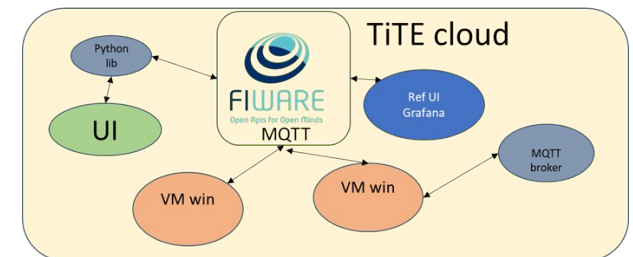 TiTE cloud
Python
lib
FIWARE
Open Apis for Open Minds
MQTT
Ref UI
Grafana
UI
MQTT
broker
VM win
VM win